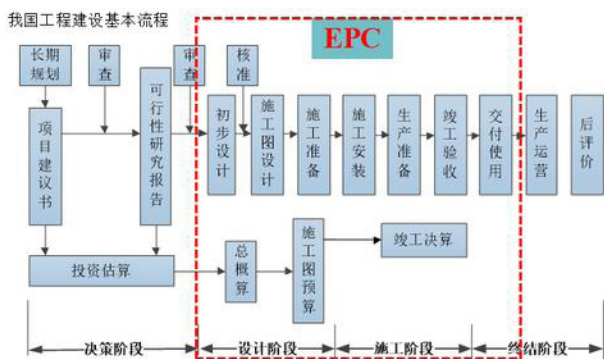 我国工程建设基本流程
EPC
长期规划
审查
审查
核准
项目建议书
可行性研究报告
初步设计
施工图设计
施工准备
施工安装
生产准备
竣工验收
交付使用
生产运营
后评价
投资估算
总概算
施工图预算
竣工决算
决策阶段
设计阶段
施工阶段
终结阶段